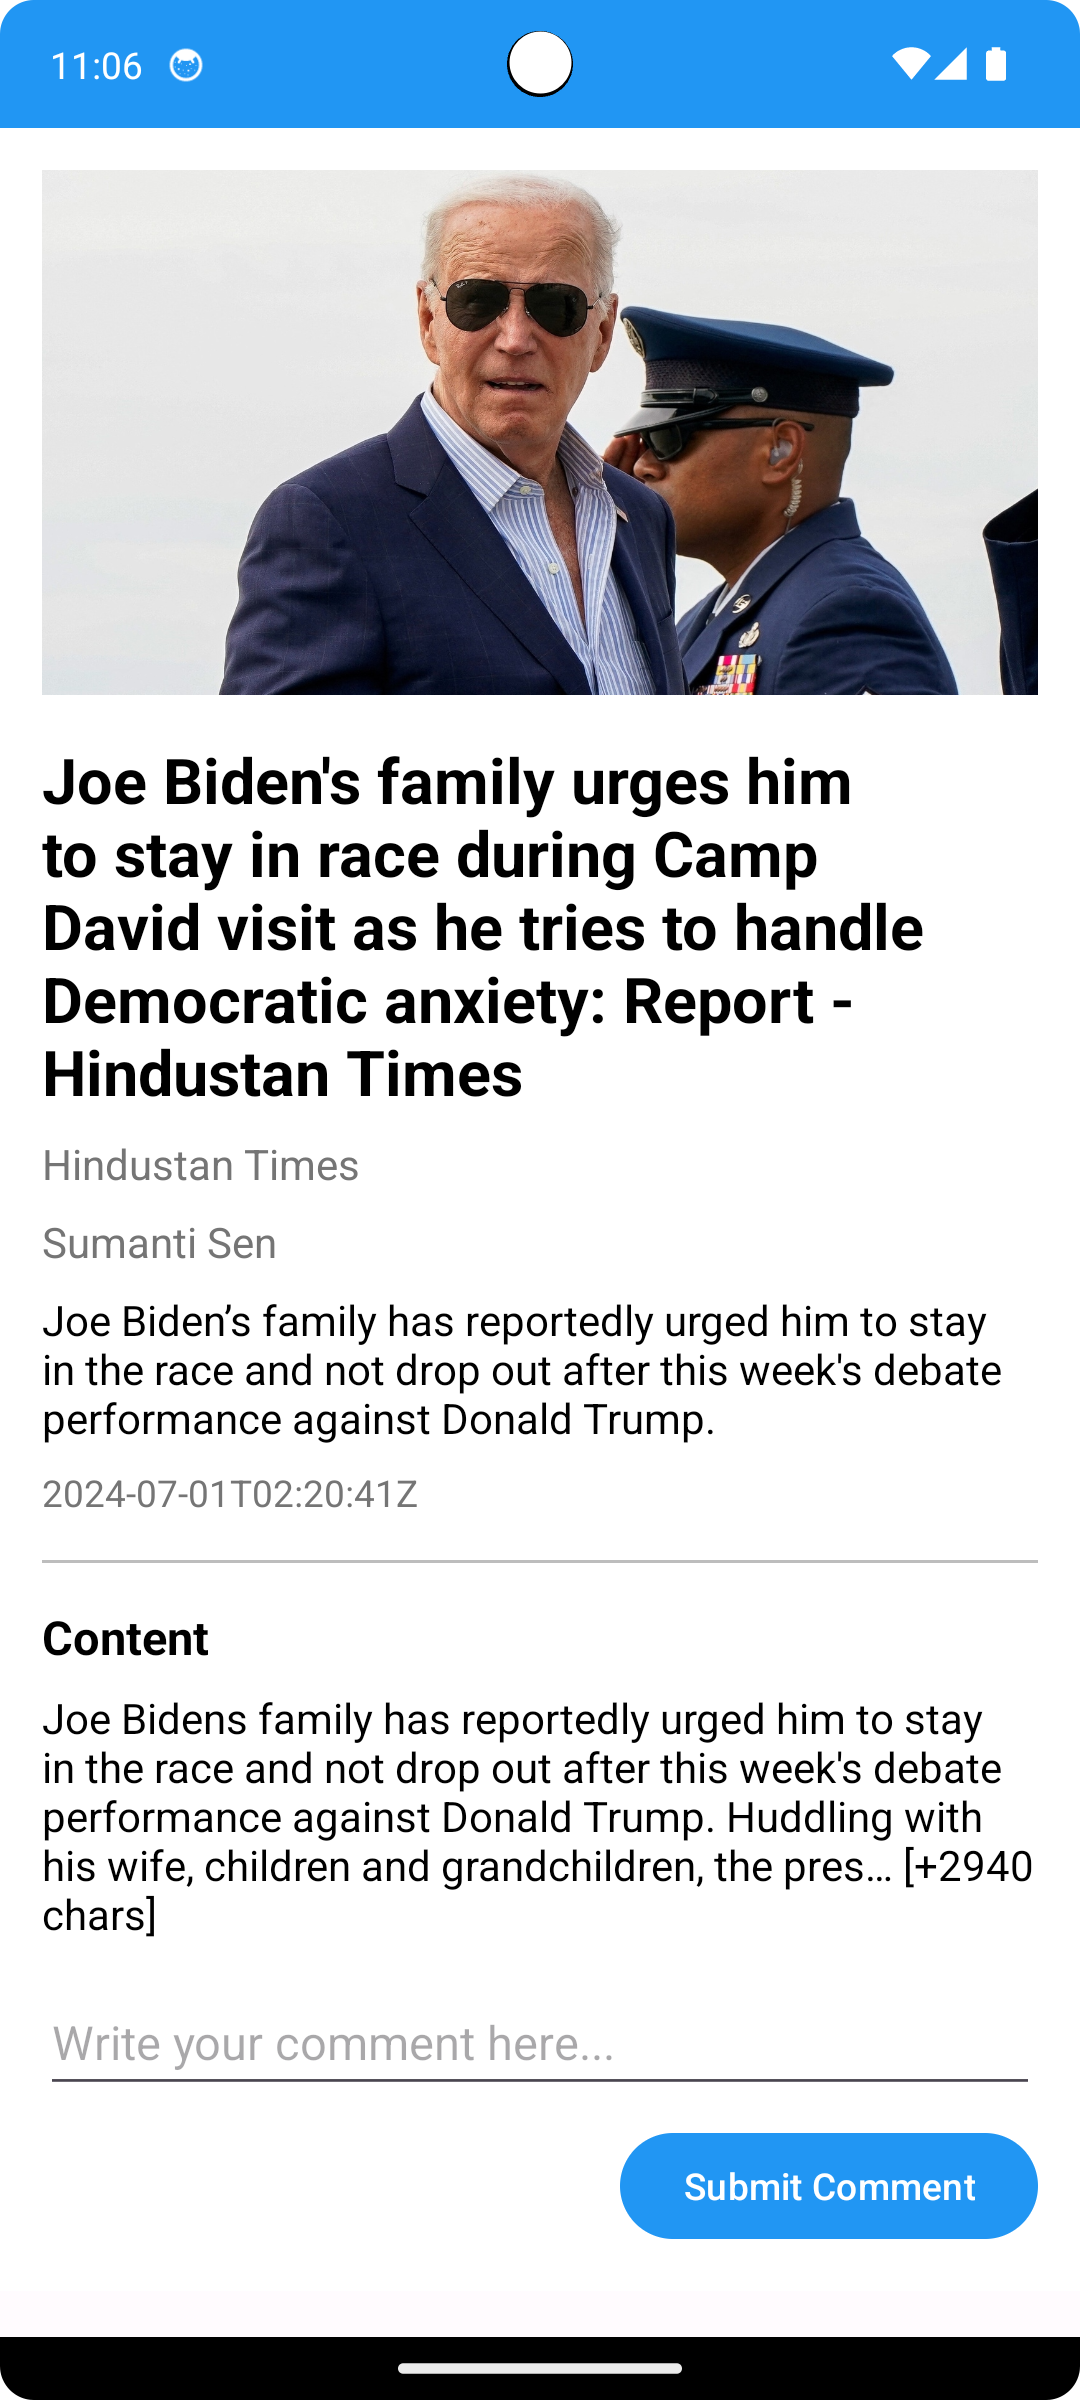 11:06
Joe Biden's family urges him
to stay in race during Camp
David visit as he tries to handle
Democratic anxiety: Report -
Hindustan Times
Hindustan Times
Sumanti Sen
Joe Biden’s family has reportedly urged him to stay
in the race and not drop out after this week's debate
performance against Donald Trump.
2024-07-01T02:20:41Z
Content
Joe Bidens family has reportedly urged him to stay
in the race and not drop out after this week's debate
performance against Donald Trump. Huddling with
his wife, children and grandchildren, the pres… [+2940
chars]
Write your comment here...
Submit Comment